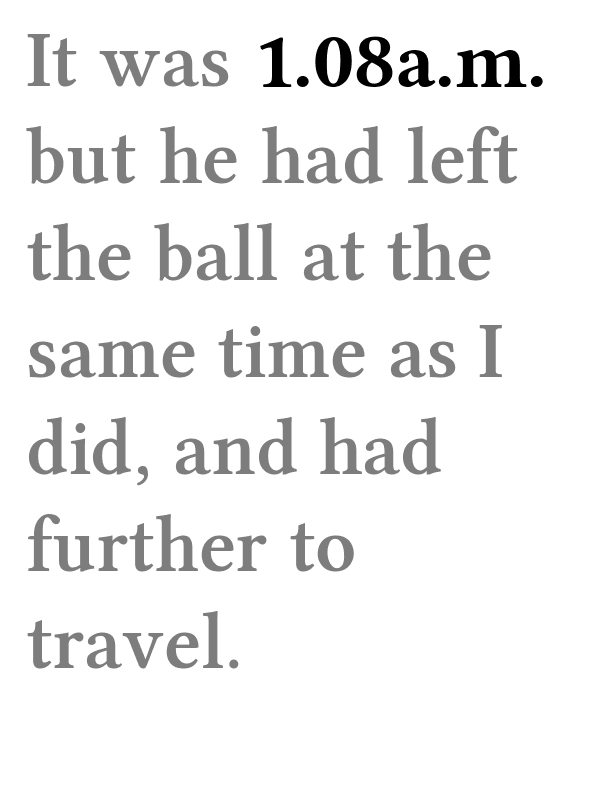 It was 1.08a.m.
but he had left
the ball at the
same time as I
did, and had
further to
travel.